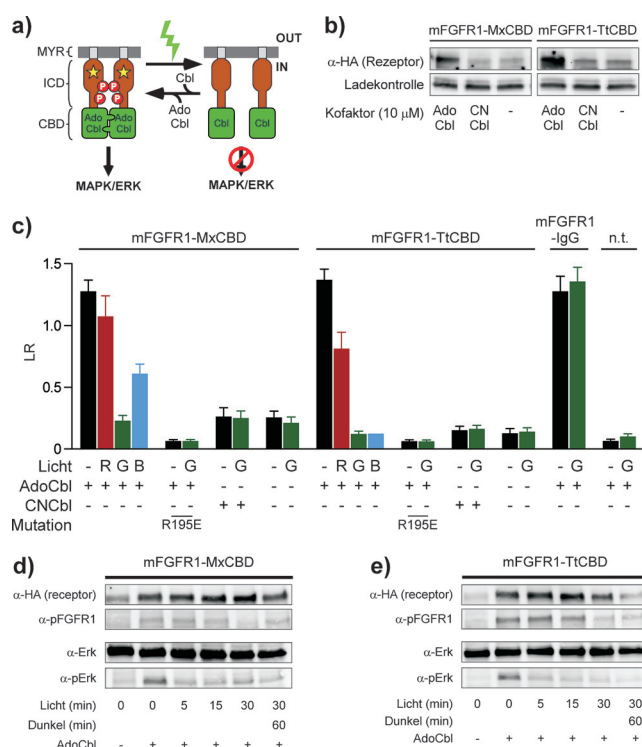 a)
OUT
MYR
IN
Cbl
ICD
P P
P P
Ado Cbl
Ado
Cbl
Ado
Cbl
Cbl
Cbl
CBD
MAPK/ERK
MAPK/ERK
b)
mFGFR1-MxCBD mFGFR1-TtCBD
α-HA (Rezeptor)
Ladekontrolle
Kofaktor (10 µM) Ado CN - Ado CN -
Cbl Cbl Cbl Cbl
c)
mFGFR1-MxCBD mFGFR1-TtCBD mFGFR1
-IgG n.t.
LR
1.5
1.0
0.5
0
Licht - R G B - G - G - G - R G B - G - G - G - G - G
AdoCbl + + + + + + - - - - + + + + + + - - - - + + + +
CNCbl - - - - - - + + - - - - - - - - + + - - - - - -
Mutation - - - - R195E - - - - - - - - R195E - - - - - - - -
d)
mFGFR1-MxCBD
α-HA (receptor)
α-pFGFR1
α-Erk
α-pErk
Licht (min) 0 0 5 15 30 30
Dunkel (min) 60
AdoCbl - + + + + +
e)
mFGFR1-TtCBD
α-HA (receptor)
α-pFGFR1
α-Erk
α-pErk
Licht (min) 0 0 5 15 30 30
Dunkel (min) 60
AdoCbl - + + + + +